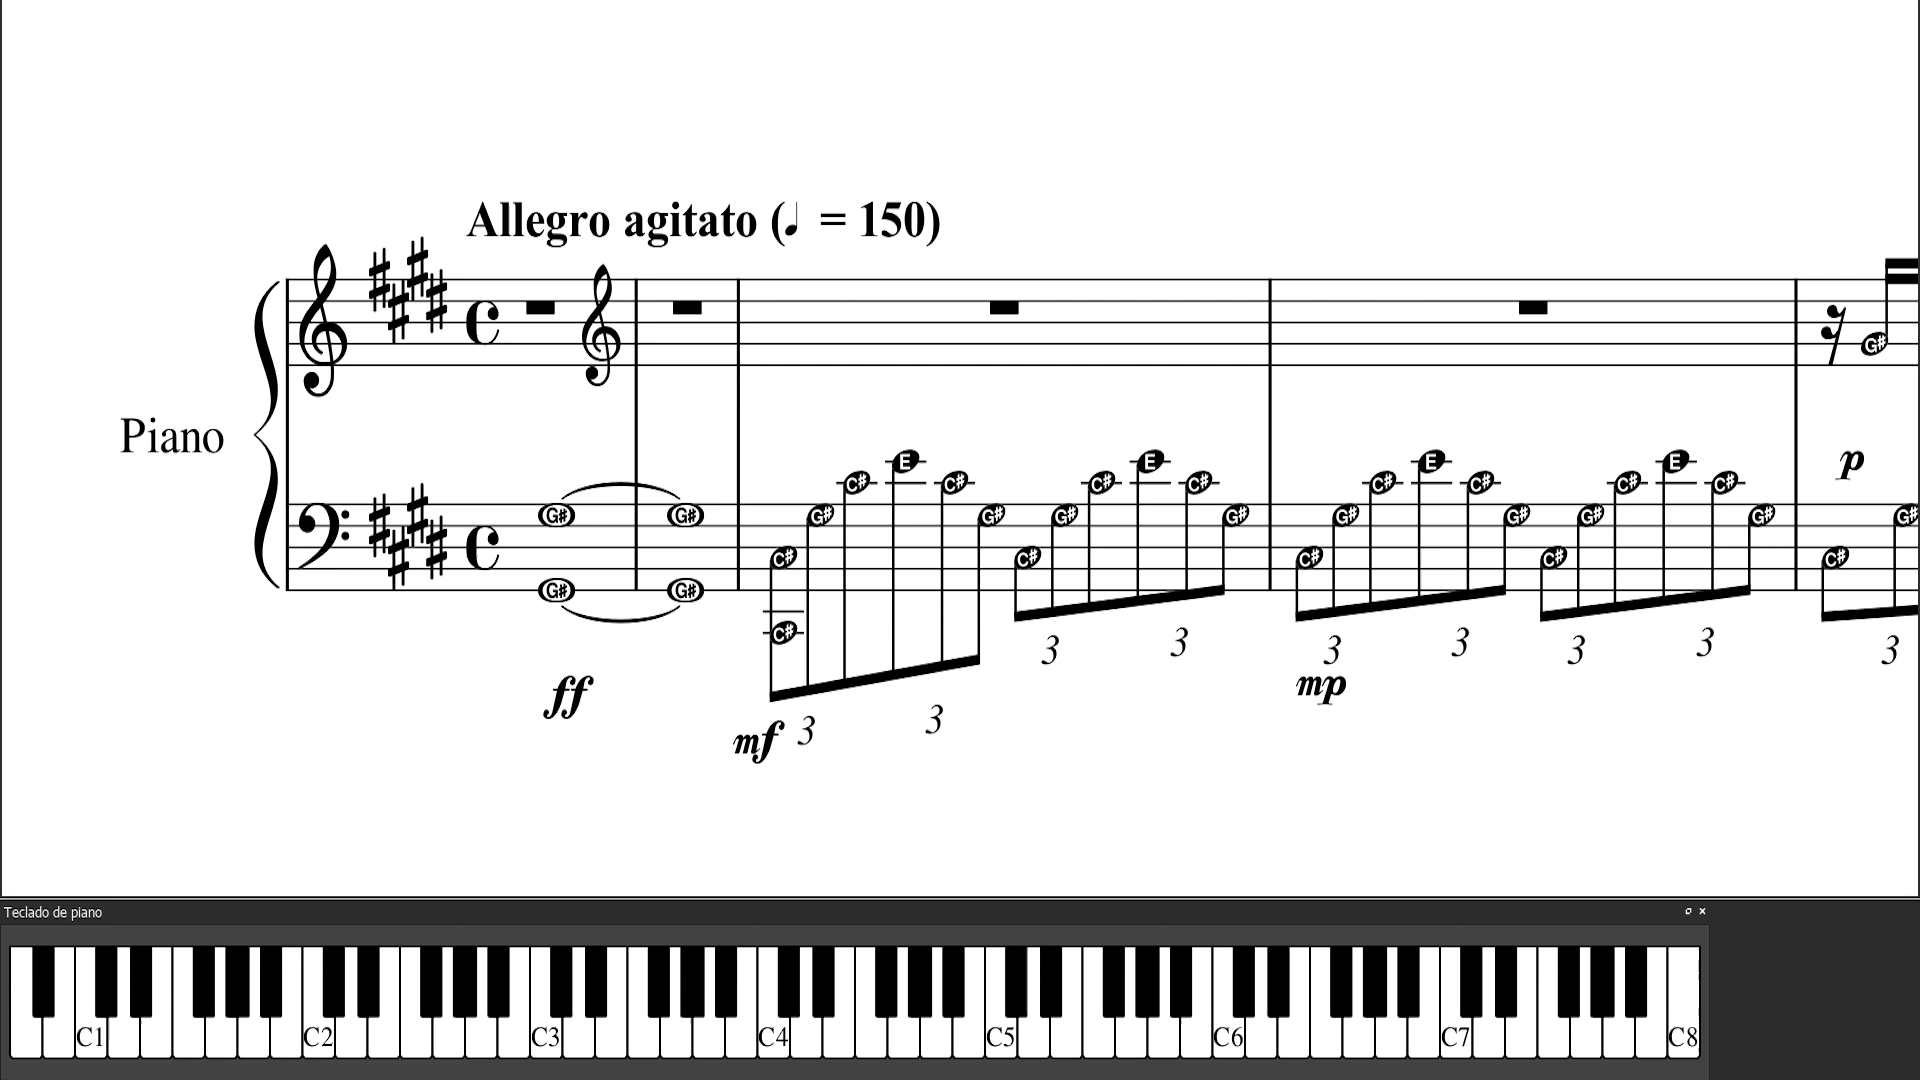 Allegro agitato (♩ = 150)
G♯
p
Piano
E E E E
C♯ C♯ C♯ C♯ C♯ C♯ C♯ C♯
G♯ G♯ G♯ G♯ G♯ G♯ G♯ G♯ G♯ G♯ G♯
C♯ C♯ C♯ C♯ C♯
G♯ G♯
C♯
3 3 3 3 3 3 3
ff mp
mf 3 3
Teclado de piano
C1 C2 C3 C4 C5 C6 C7 C8